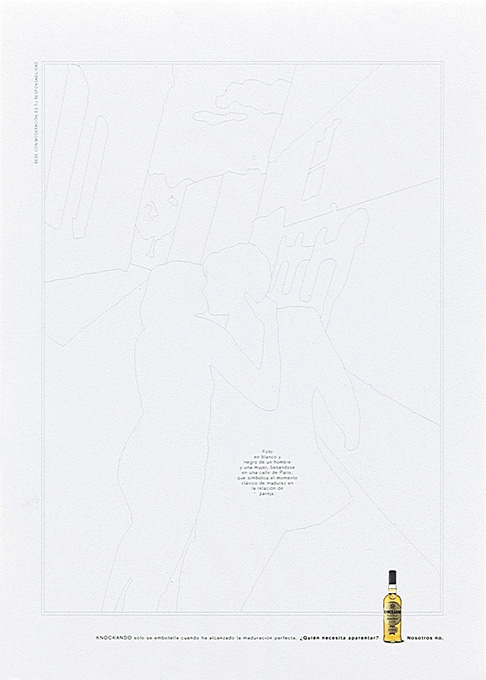 BEBE CON MODERACIÓN. ES TU RESPONSABILIDAD
Foto
en blanco y
negro de un hombre
y una mujer, besándose
en una calle de París,
que simboliza el momento
clásico de madurez en
la relación de
pareja.
KNOCKANDO sólo se embotella cuando ha alcanzado la maduración perfecta. ¿Quién necesita aparentar? Nosotros no.